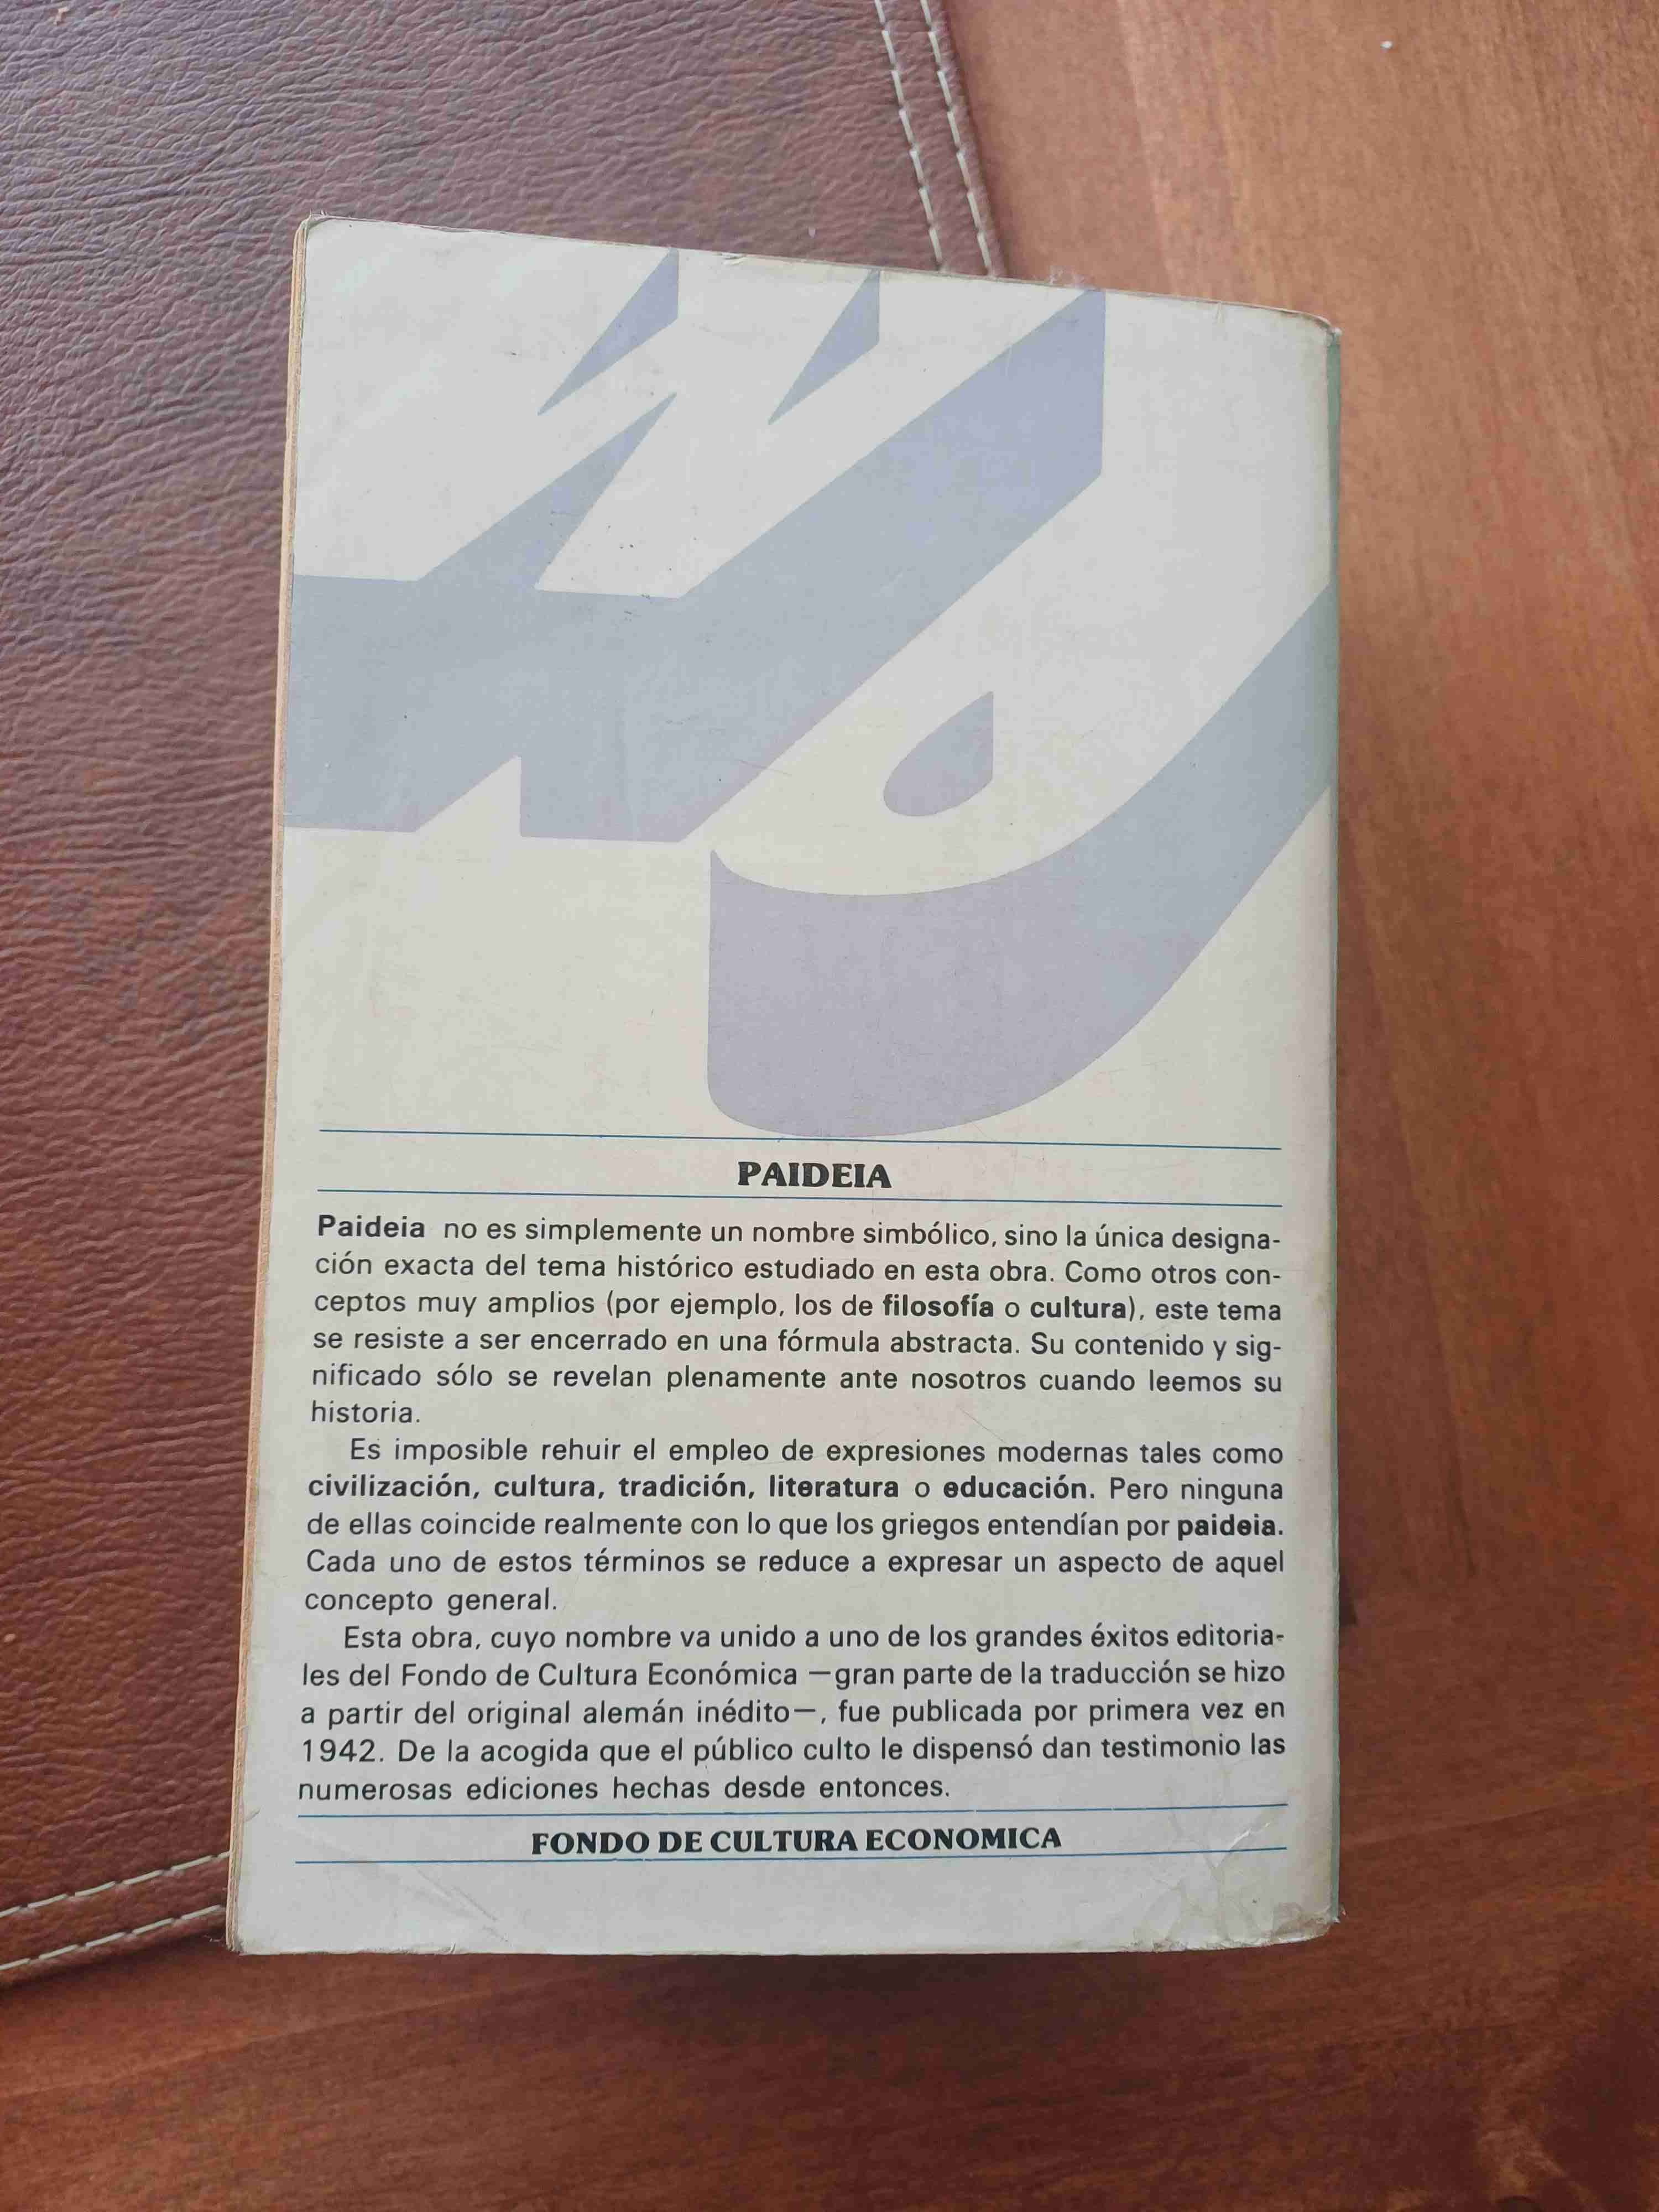 PAIDEIA
Paideia no es simplemente un nombre simbólico, sino la única designa-
ción exacta del tema histórico estudiado en esta obra. Como otros con-
ceptos muy amplios (por ejemplo, los de filosofía o cultura), este tema
se resiste a ser encerrado en una fórmula abstracta. Su contenido y sig-
nificado sólo se revelan plenamente ante nosotros cuando leemos su
historia.
Es imposible rehuir el empleo de expresiones modernas tales como
civilización, cultura, tradición, literatura o educación. Pero ninguna
de ellas coincide realmente con lo que los griegos entendían por paideia.
Cada uno de estos términos se reduce a expresar un aspecto de aquel
concepto general.
Esta obra, cuyo nombre va unido a uno de los grandes éxitos editoria-
les del Fondo de Cultura Económica —gran parte de la traducción se hizo
a partir del original alemán inédito—, fue publicada por primera vez en
1942. De la acogida que el público culto le dispensó dan testimonio las
numerosas ediciones hechas desde entonces.
FONDO DE CULTURA ECONOMICA